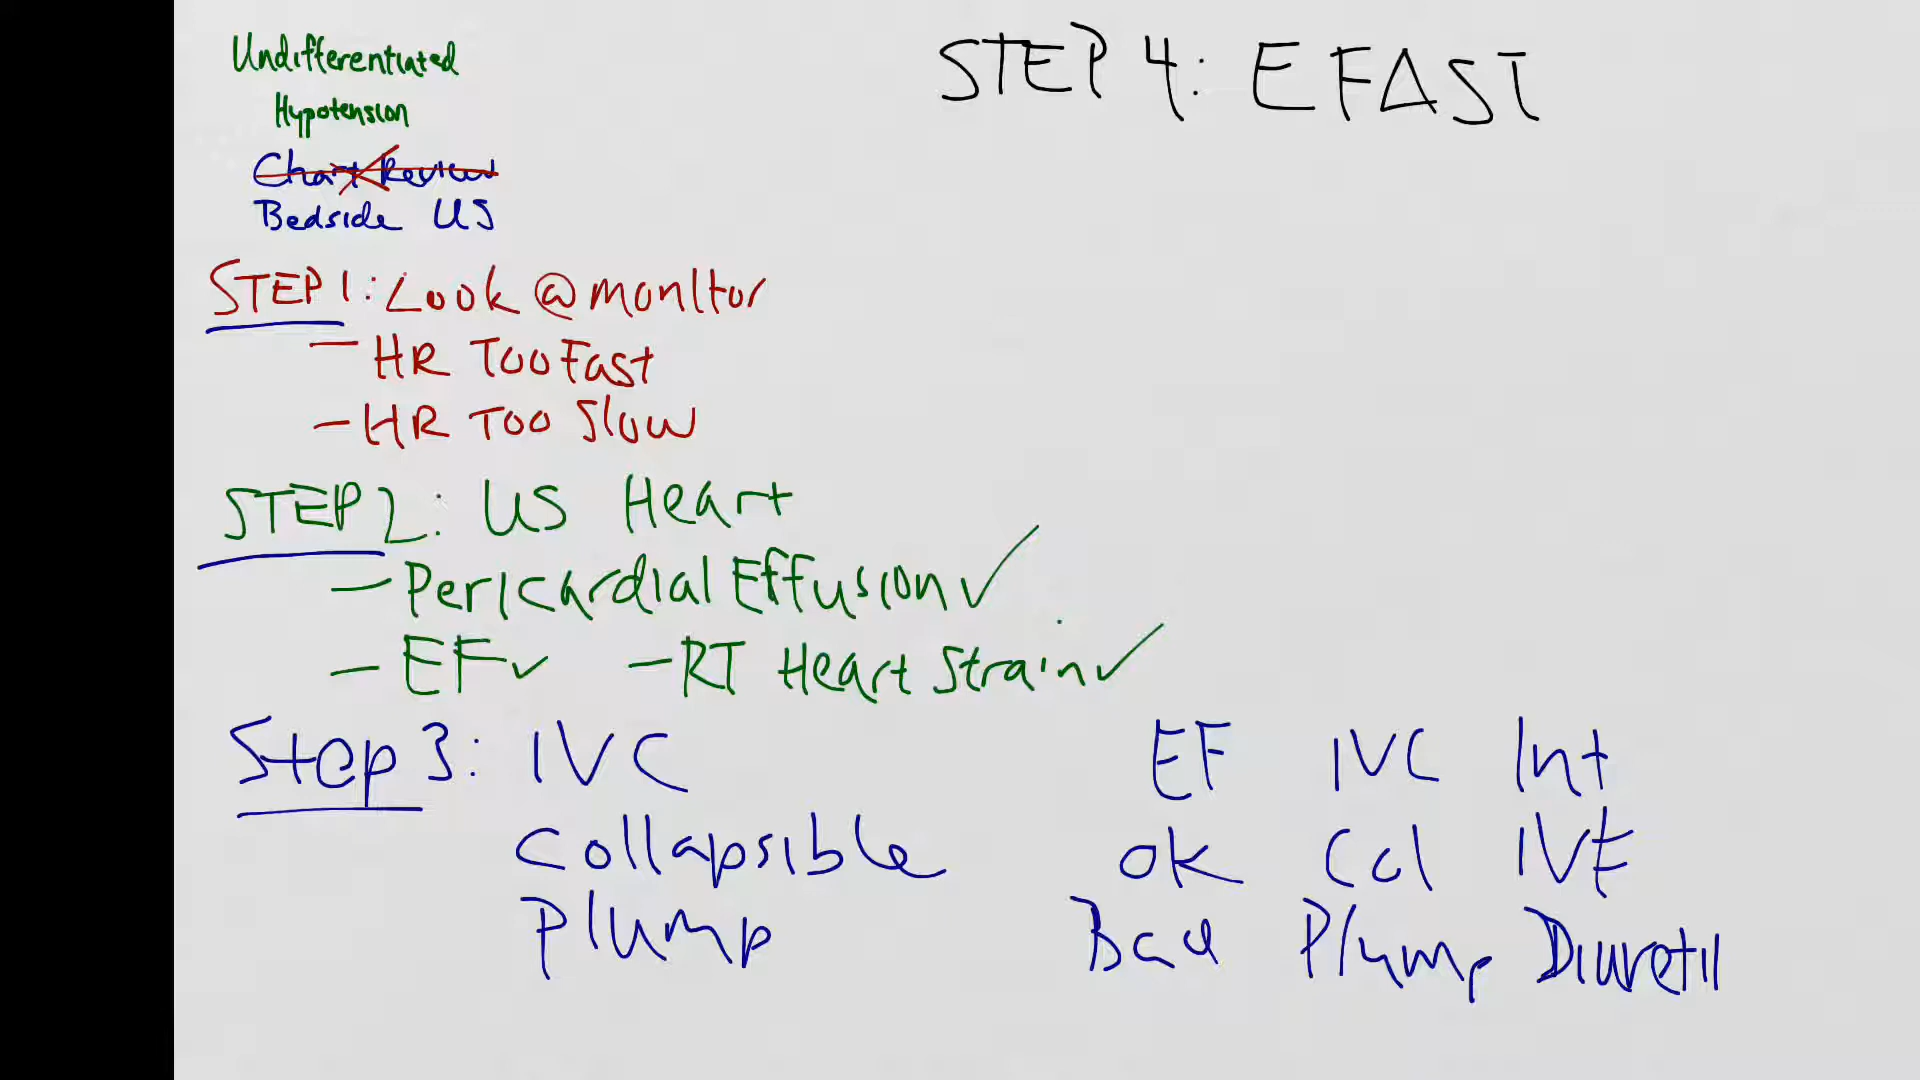 Undifferentiated
Hypotension
Chart Review
Bedside US
STEP 1: Look @ monitor
- HR Too Fast
- HR Too Slow
STEP 2: US Heart
- Pericardial Effusion ✓
- EF ✓ - RT Heart Strain ✓
Step 3: IVC
Collapsible
Plump
EF IVC Int
OK Col IVF
Bad Plump Diureti
STEP 4: EFAST